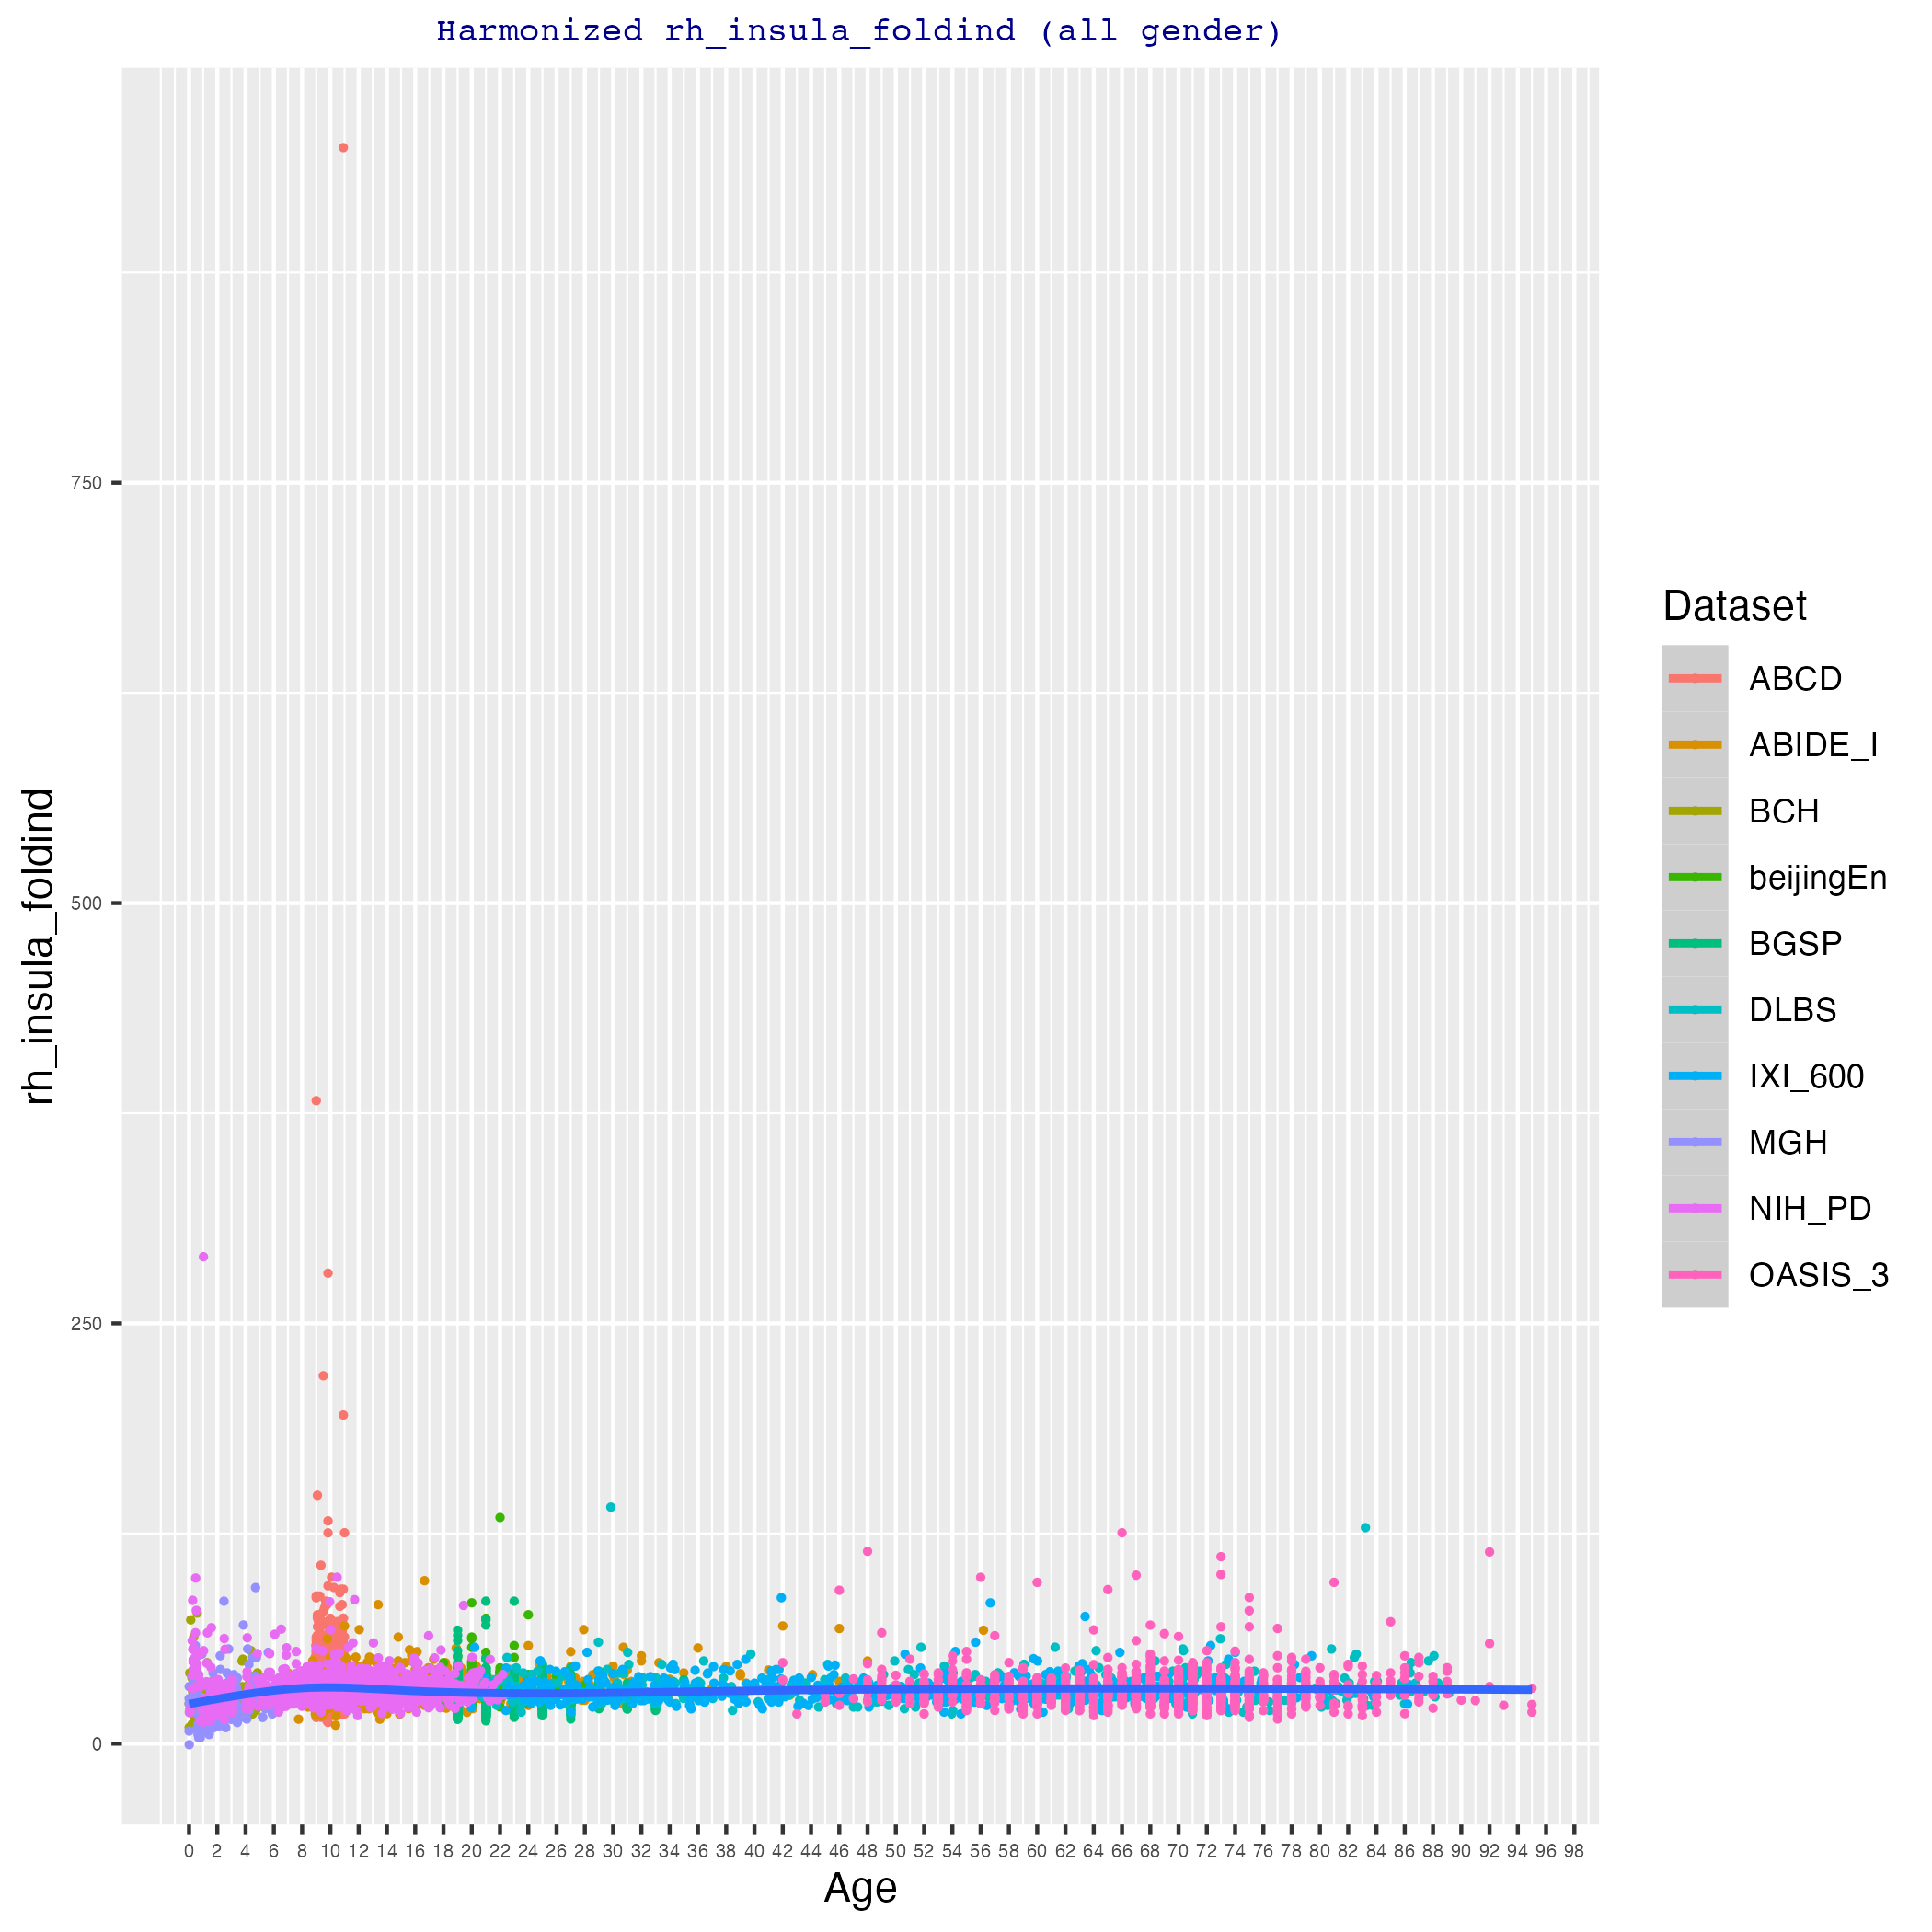 Harmonized rh_insula_foldind (all gender)
rh_insula_foldind
750
500
250
0
0 2 4 6 8 10 12 14 16 18 20 22 24 26 28 30 32 34 36 38 40 42 44 46 48 50 52 54 56 58 60 62 64 66 68 70 72 74 76 78 80 82 84 86 88 90 92 94 96 98
Age
Dataset
ABCD
ABIDE_I
BCH
beijingEn
BGSP
DLBS
IXI_600
MGH
NIH_PD
OASIS_3